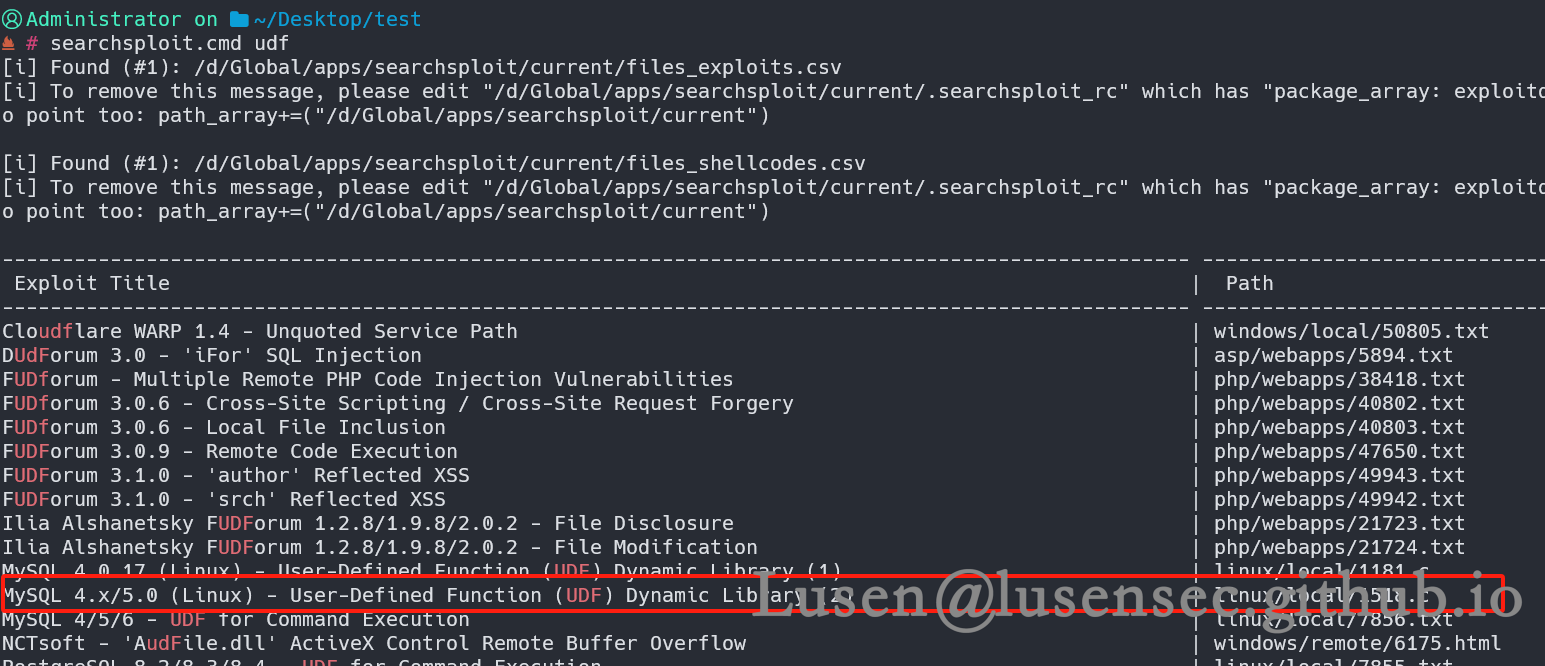 Administrator on ~/Desktop/test
# searchsploit.cmd udf
[i] Found (#1): /d/Global/apps/searchsploit/current/files_exploits.csv
[i] To remove this message, please edit "/d/Global/apps/searchsploit/current/.searchsploit_rc" which has "package_array: exploitd
o point too: path_array+=("/d/Global/apps/searchsploit/current")
[i] Found (#1): /d/Global/apps/searchsploit/current/files_shellcodes.csv
[i] To remove this message, please edit "/d/Global/apps/searchsploit/current/.searchsploit_rc" which has "package_array: exploitd
o point too: path_array+=("/d/Global/apps/searchsploit/current")
--------------------------------------------------------------------------------------------------- -----------------------------
Exploit Title | Path
--------------------------------------------------------------------------------------------------- -----------------------------
Cloudflare WARP 1.4 - Unquoted Service Path | windows/local/50805.txt
DUdForum 3.0 - 'iFor' SQL Injection | asp/webapps/5894.txt
FUDforum - Multiple Remote PHP Code Injection Vulnerabilities | php/webapps/38418.txt
FUDforum 3.0.6 - Cross-Site Scripting / Cross-Site Request Forgery | php/webapps/40802.txt
FUDforum 3.0.6 - Local File Inclusion | php/webapps/40803.txt
FUDForum 3.0.9 - Remote Code Execution | php/webapps/47650.txt
FUDForum 3.1.0 - 'author' Reflected XSS | php/webapps/49943.txt
FUDForum 3.1.0 - 'srch' Reflected XSS | php/webapps/49942.txt
Ilia Alshanetsky FUDForum 1.2.8/1.9.8/2.0.2 - File Disclosure | php/webapps/21723.txt
Ilia Alshanetsky FUDForum 1.2.8/1.9.8/2.0.2 - File Modification | php/webapps/21724.txt
MySQL 4.0.17 (Linux) - User-Defined Function (UDF) Dynamic Library (1) | linux/local/1181.c
MySQL 4.x/5.0 (Linux) - User-Defined Function (UDF) Dynamic Library (2) | linux/local/1518.c
Lusen@lusensec.github.io
MySQL 4/5/6 - UDF for Command Execution | linux/local/7856.txt
NCTsoft - 'AudFile.dll' ActiveX Control Remote Buffer Overflow | windows/remote/6175.html
PostgreSQL 8.2/8.3/8.4 - UDF for Command Execution | linux/local/7855.txt